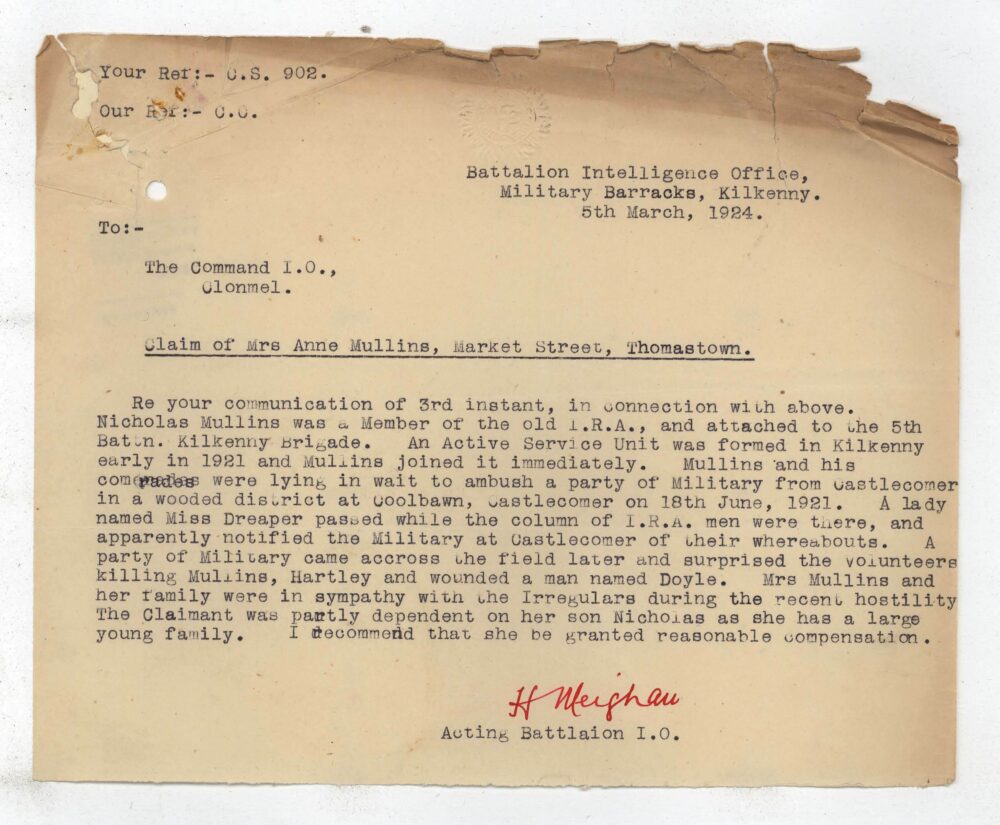 Your Ref:- C.S. 902.
Our Ref:- C.C.
Battalion Intelligence Office,
Military Barracks, Kilkenny.
5th March, 1924.
To:-
The Command I.O.,
Clonmel.
Claim of Mrs Anne Mullins, Market Street, Thomastown.
Re your communication of 3rd instant, in connection with above.
Nicholas Mullins was a Member of the old I.R.A., and attached to the 5th
Battn. Kilkenny Brigade. An Active Service Unit was formed in Kilkenny
early in 1921 and Mullins joined it immediately. Mullins and his
comrades were lying in wait to ambush a party of Military from Castlecomer
in a wooded district at Coolbawn, Castlecomer on 18th June, 1921. A lady
named Miss Dreaper passed while the column of I.R.A. men were there, and
apparently notified the Military at Castlecomer of their whereabouts. A
party of Military came accross the field later and surprised the volunteers
killing Mullins, Hartley and wounded a man named Doyle. Mrs Mullins and
her family were in sympathy with the Irregulars during the recent hostility
The Claimant was partly dependent on her son Nicholas as she has a large
young family. I recommend that she be granted reasonable compensation.
H Meighan
Acting Battlaion I.O.